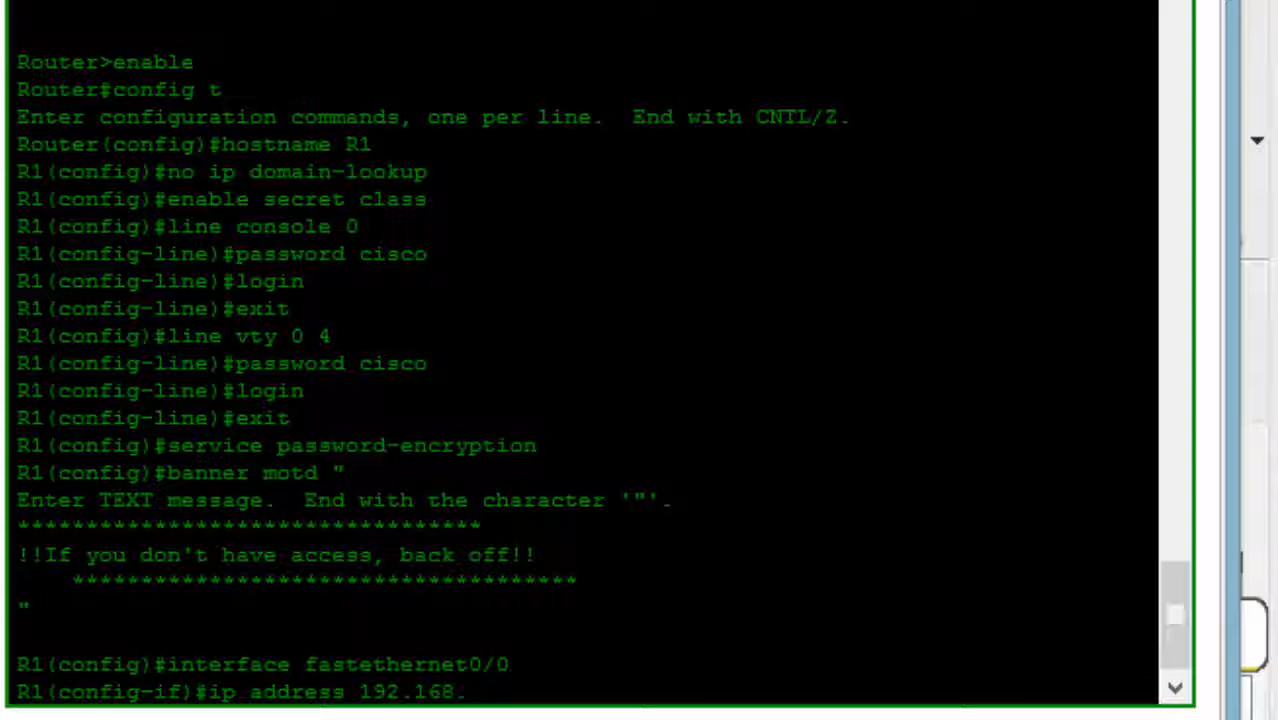 Router>enable
Router#config t
Enter configuration commands, one per line.  End with CNTL/Z.
Router(config)#hostname R1
R1(config)#no ip domain-lookup
R1(config)#enable secret class
R1(config)#line console 0
R1(config-line)#password cisco
R1(config-line)#login
R1(config-line)#exit
R1(config)#line vty 0 4
R1(config-line)#password cisco
R1(config-line)#login
R1(config-line)#exit
R1(config)#service password-encryption
R1(config)#banner motd "
Enter TEXT message.  End with the character '"'.
**********************************
!!If you don't have access, back off!!
    *************************************
"
R1(config)#interface fastethernet0/0
R1(config-if)#ip address 192.168.